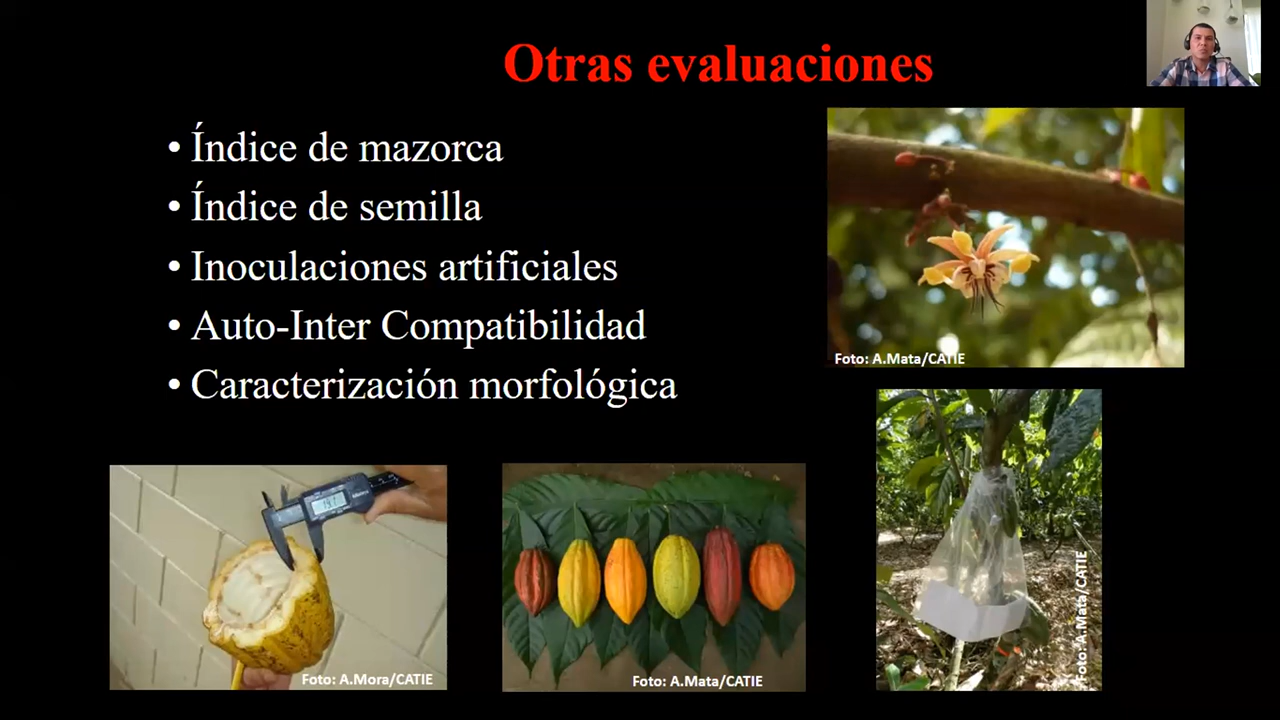 Otras evaluaciones
• Índice de mazorca
• Índice de semilla
• Inoculaciones artificiales
• Auto-Inter Compatibilidad
• Caracterización morfológica
Foto: A.Mata/CATIE
Foto: A.Mora/CATIE
Foto: A.Mata/CATIE
Foto: A.Mata/CATIE